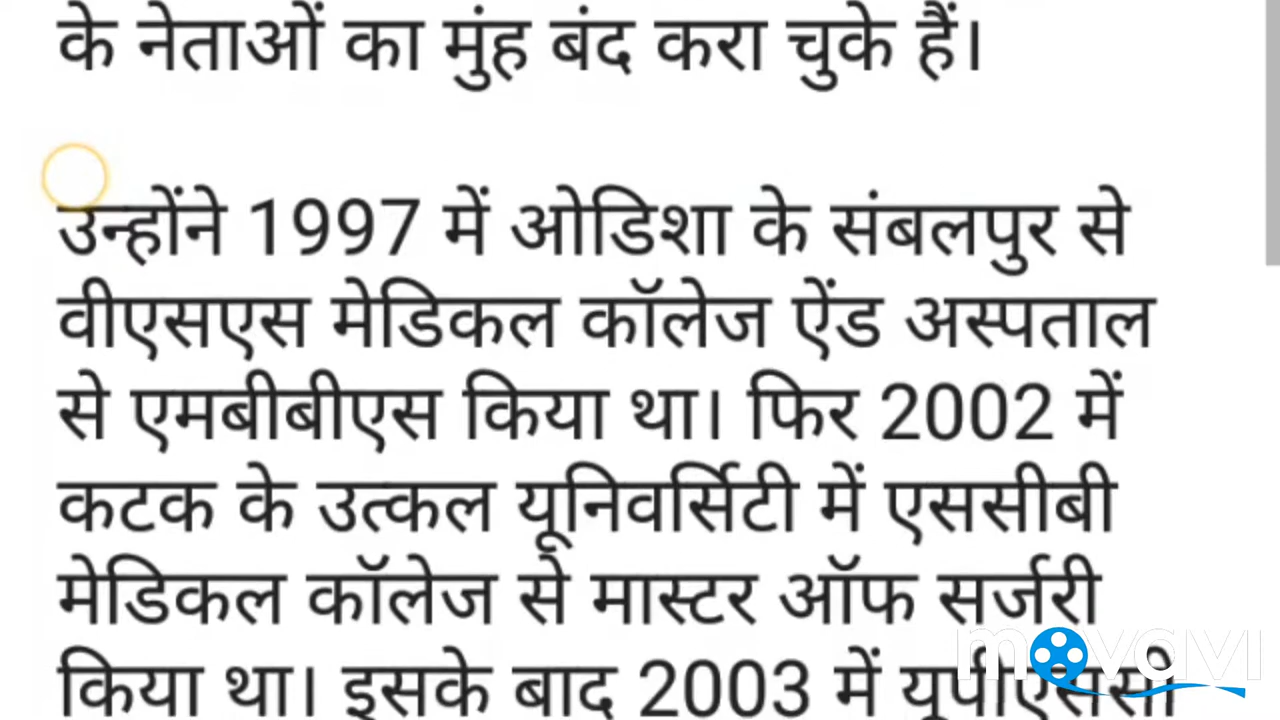 के नेताओं का मुंह बंद करा चुके हैं।
उन्होंने 1997 में ओडिशा के संबलपुर से
वीएसएस मेडिकल कॉलेज ऐंड अस्पताल
से एमबीबीएस किया था। फिर 2002 में
कटक के उत्कल यूनिवर्सिटी में एससीबी
मेडिकल कॉलेज से मास्टर ऑफ सर्जरी
किया था। इसके बाद 2003 में यूपीएससी
movavi